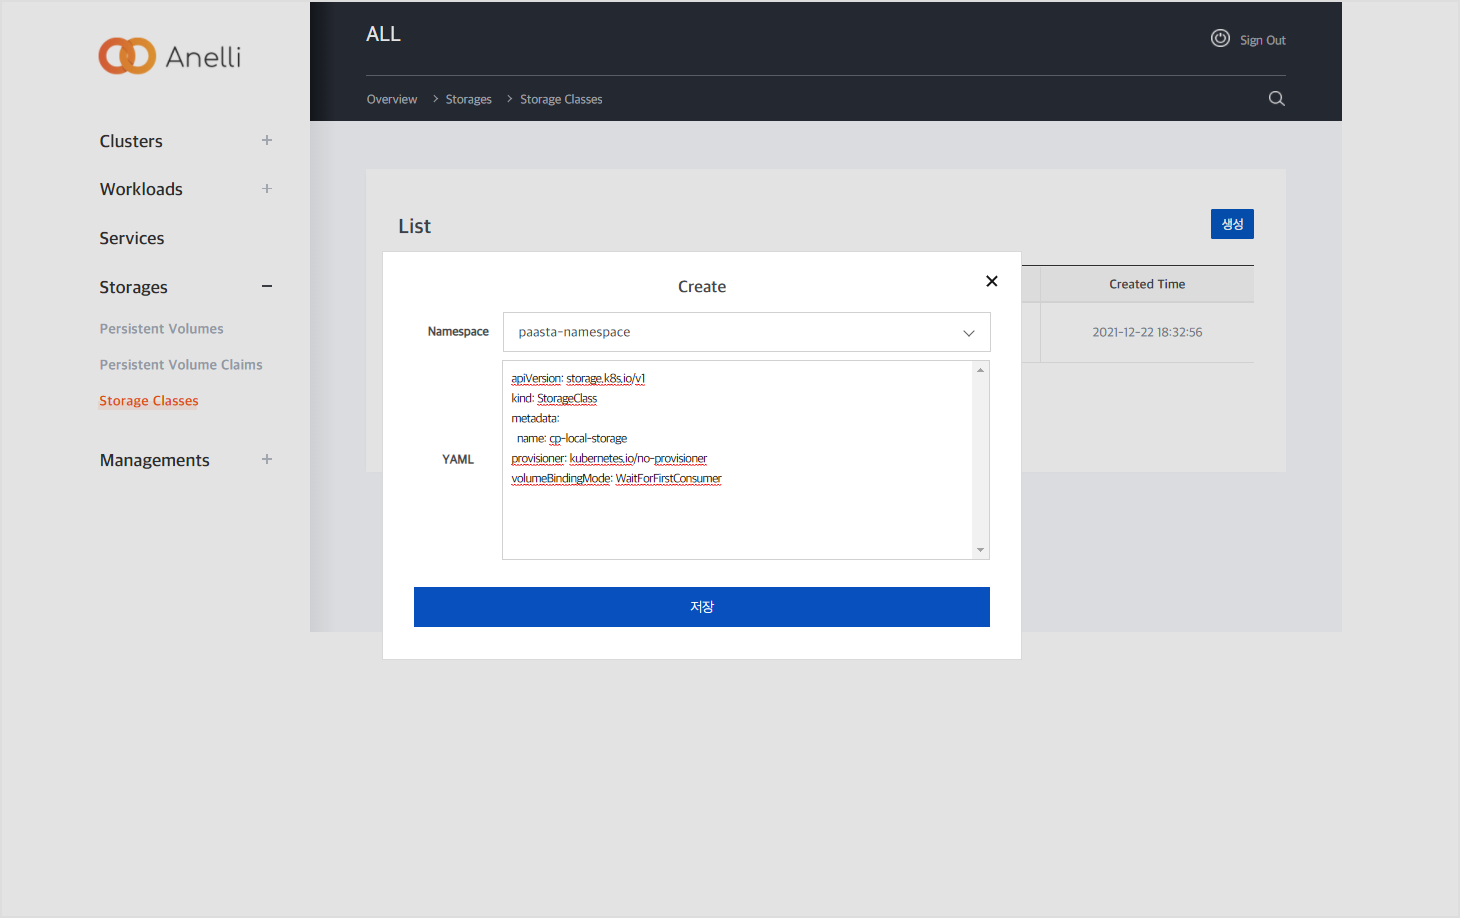 Anelli
Clusters
Workloads
Services
Storages
Persistent Volumes
Persistent Volume Claims
Storage Classes
Managements
ALL
Sign Out
Overview > Storages > Storage Classes
List
생성
Created Time
2021-12-22 18:32:56
Create
Namespace
paasta-namespace
YAML
apiVersion: storage.k8s.io/v1
kind: StorageClass
metadata:
  name: cp-local-storage
provisioner: kubernetes.io/no-provisioner
volumeBindingMode: WaitForFirstConsumer
저장